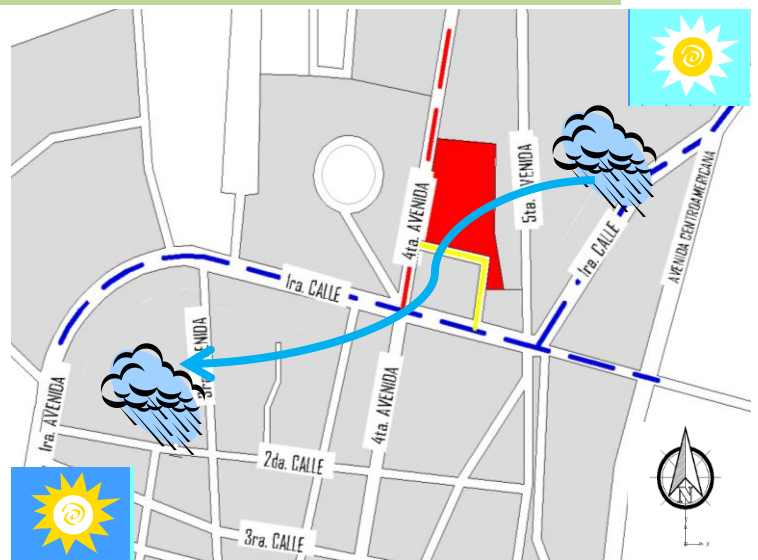 5ta. AVENIDA
4ta. AVENIDA
1ra. CALLE
AVENIDA CENTROAMERICANA
1ra. CALLE
1ra. AVENIDA
4ta. AVENIDA
2da. CALLE
3ra. CALLE
N
Y
X